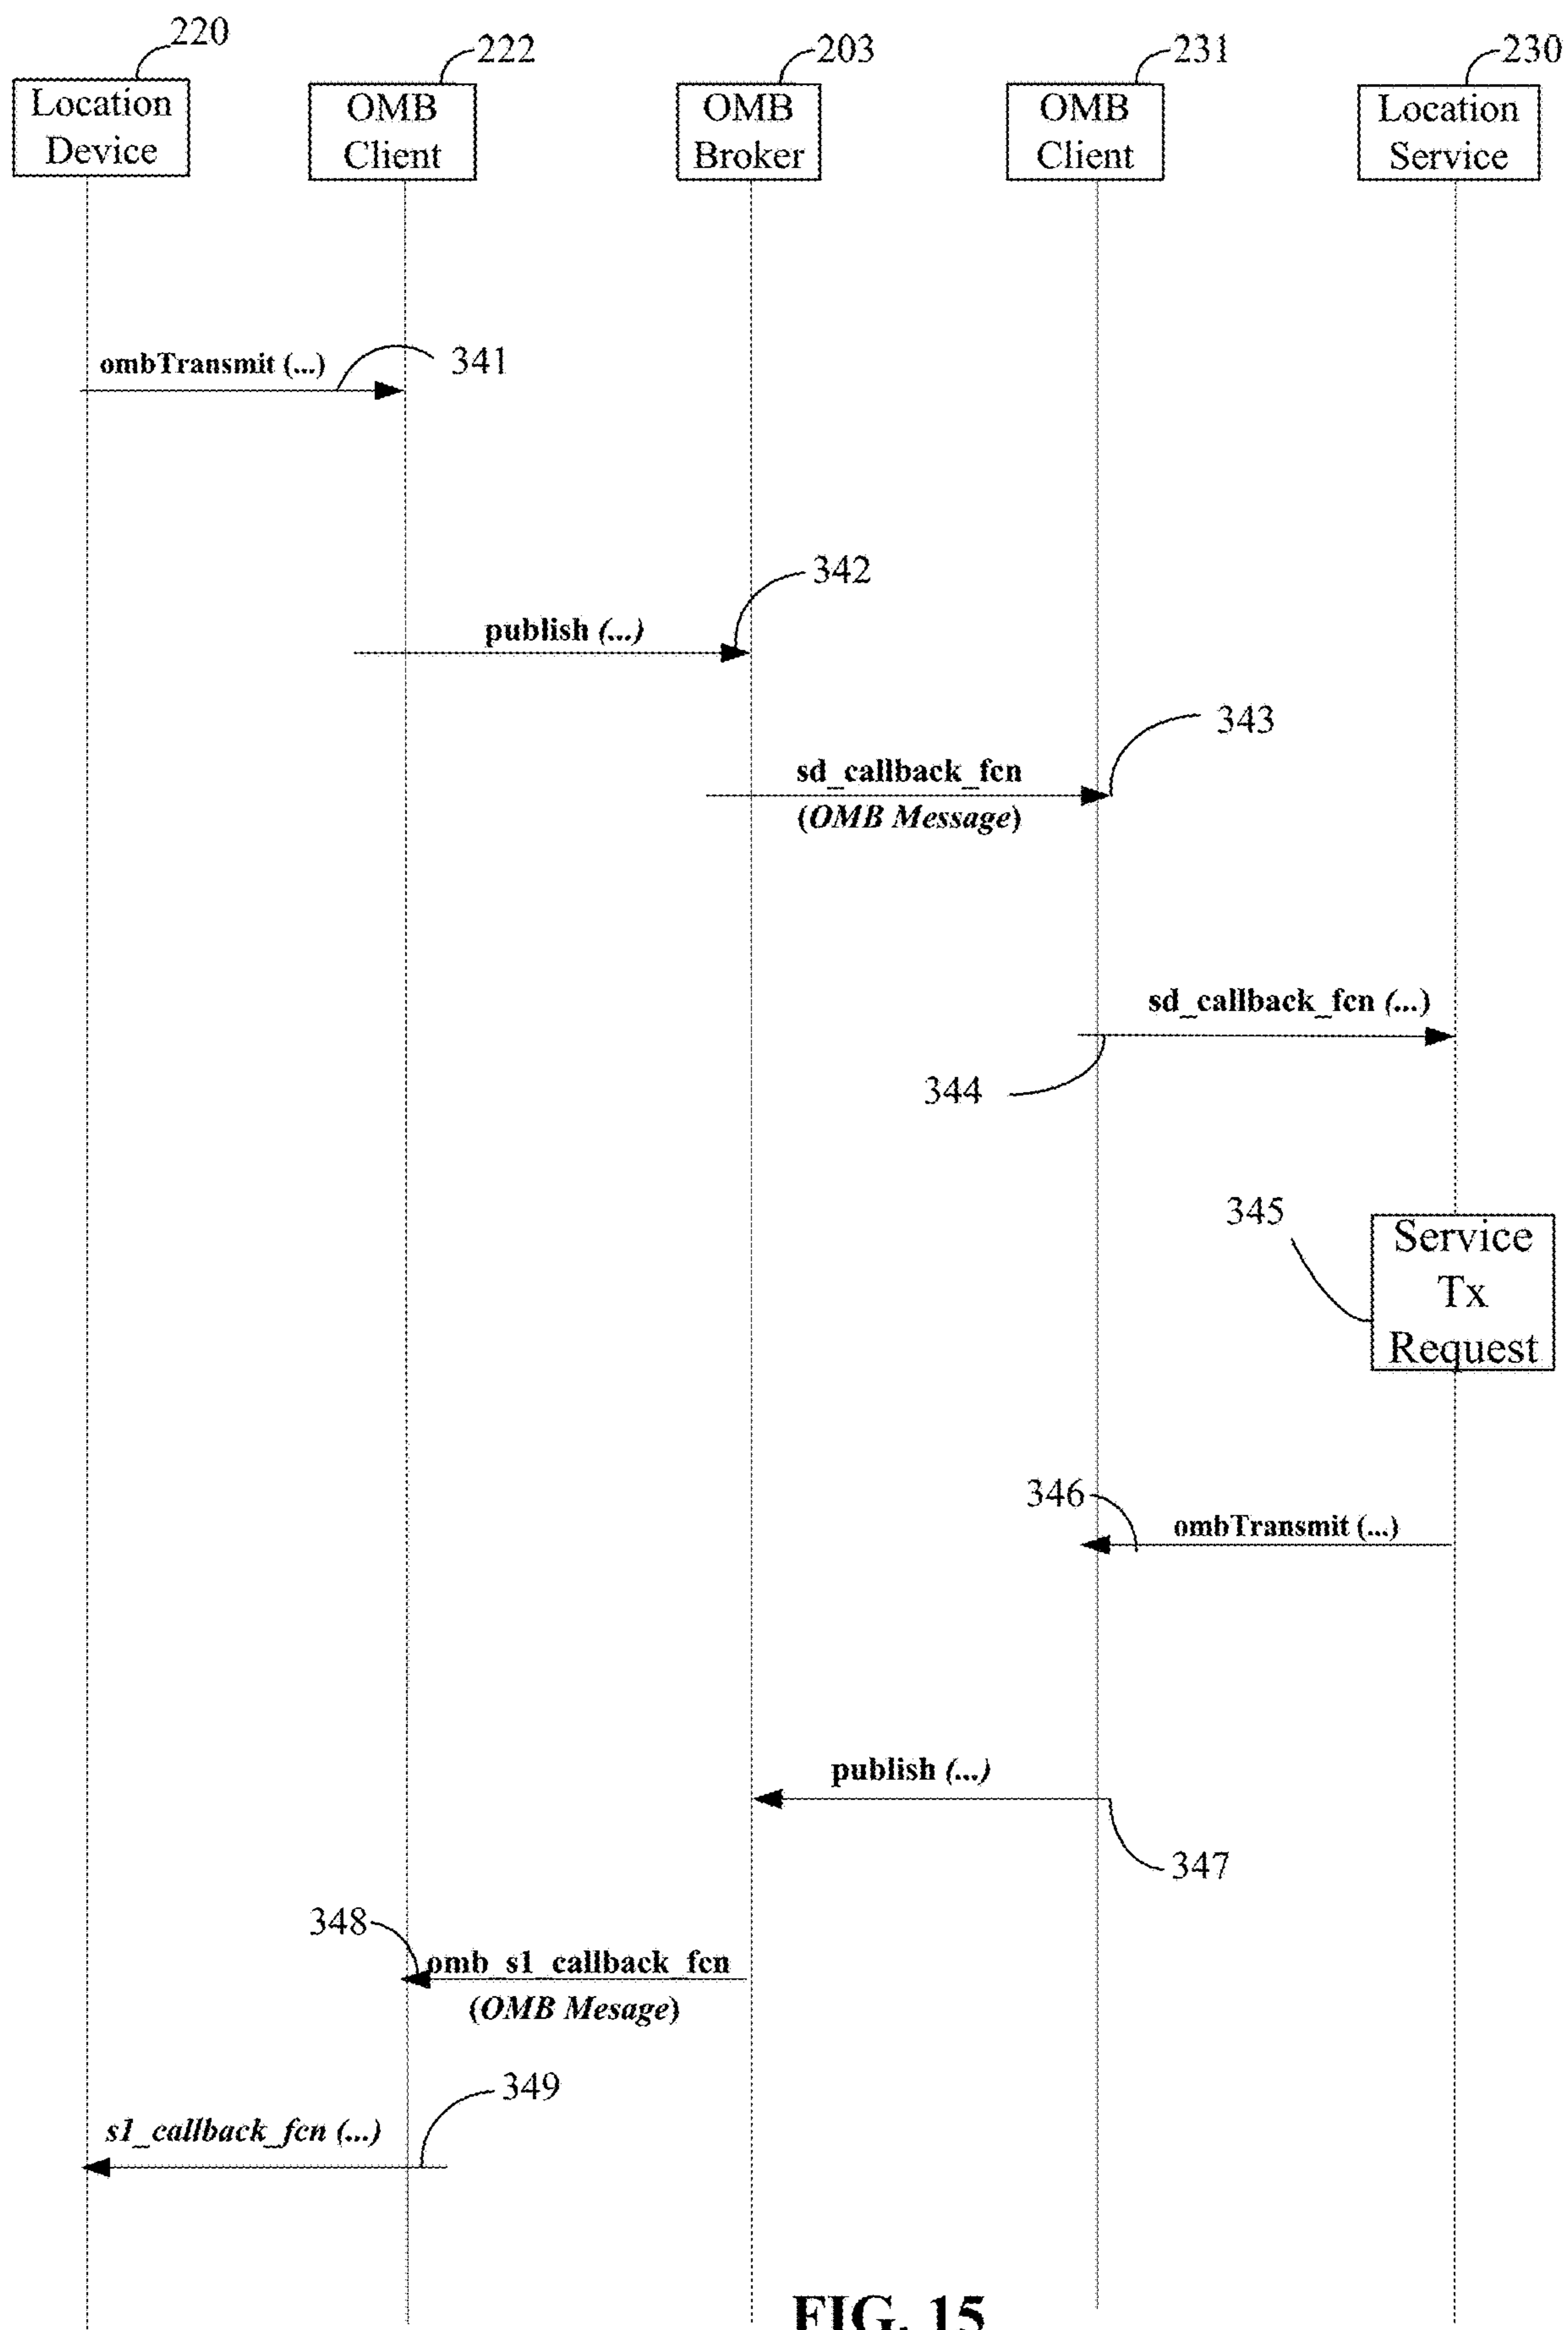 220
222
203
231
230
Location
Device
OMB
Client
OMB
Broker
OMB
Client
Location
Service
ombTransmit (...)
341
342
publish (...)
343
sd_callback_fcn
(OMB Message)
sd_callback_fcn (...)
344
345
Service
Tx
Request
346
ombTransmit (...)
publish (...)
347
348
omb_s1_callback_fcn
(OMB Mesage)
349
s1_callback_fcn (...)
FIG. 15